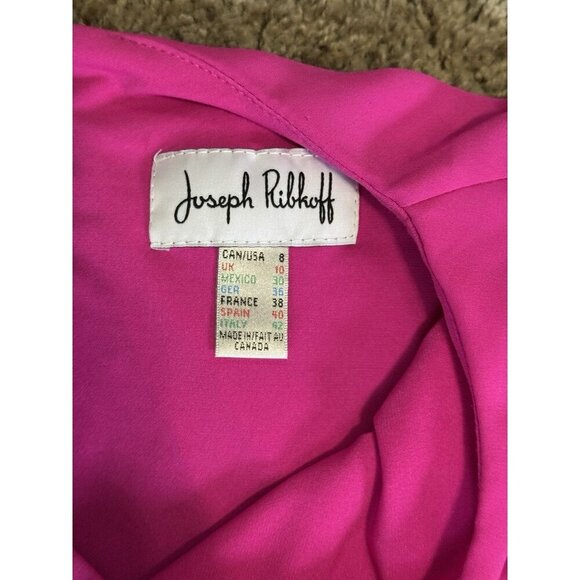 Joseph Ribkoff
CAN/USA 8
UK 10
MEXICO 30
GER 36
FRANCE 38
SPAIN 40
ITALY 42
MADE IN/FAIT AU
CANADA